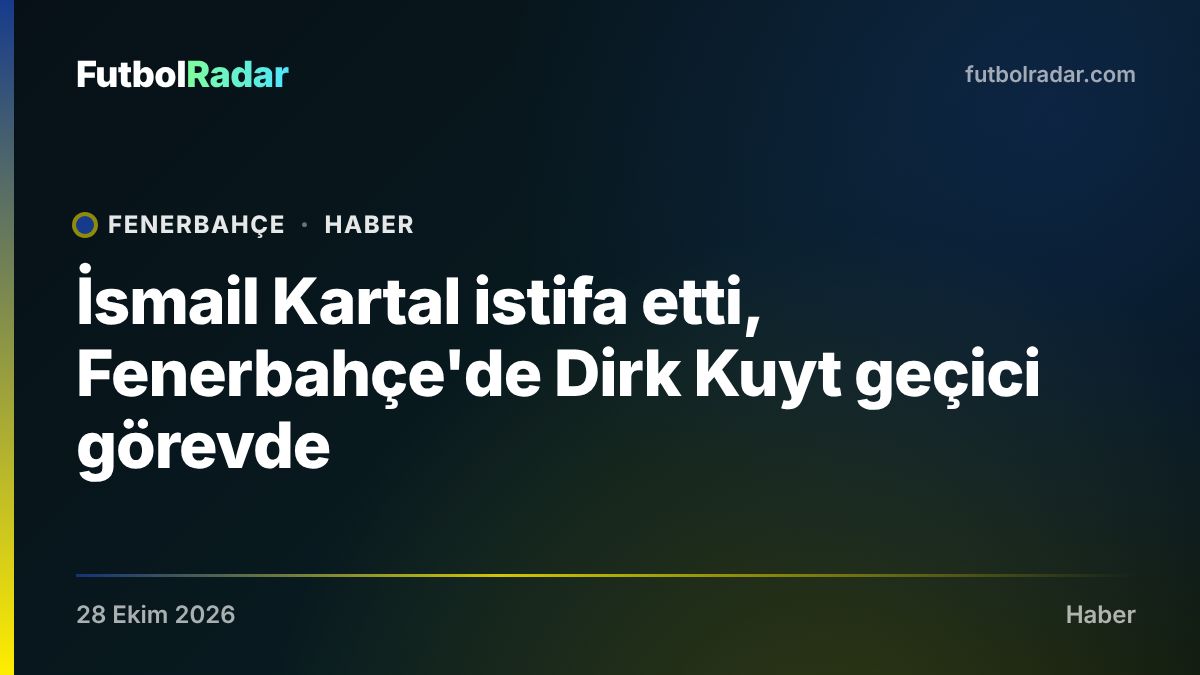 FutbolRadar
futbolradar.com
FENERBAHÇE · HABER
İsmail Kartal istifa etti,
Fenerbahçe'de Dirk Kuyt geçici
görevde
28 Ekim 2026
Haber